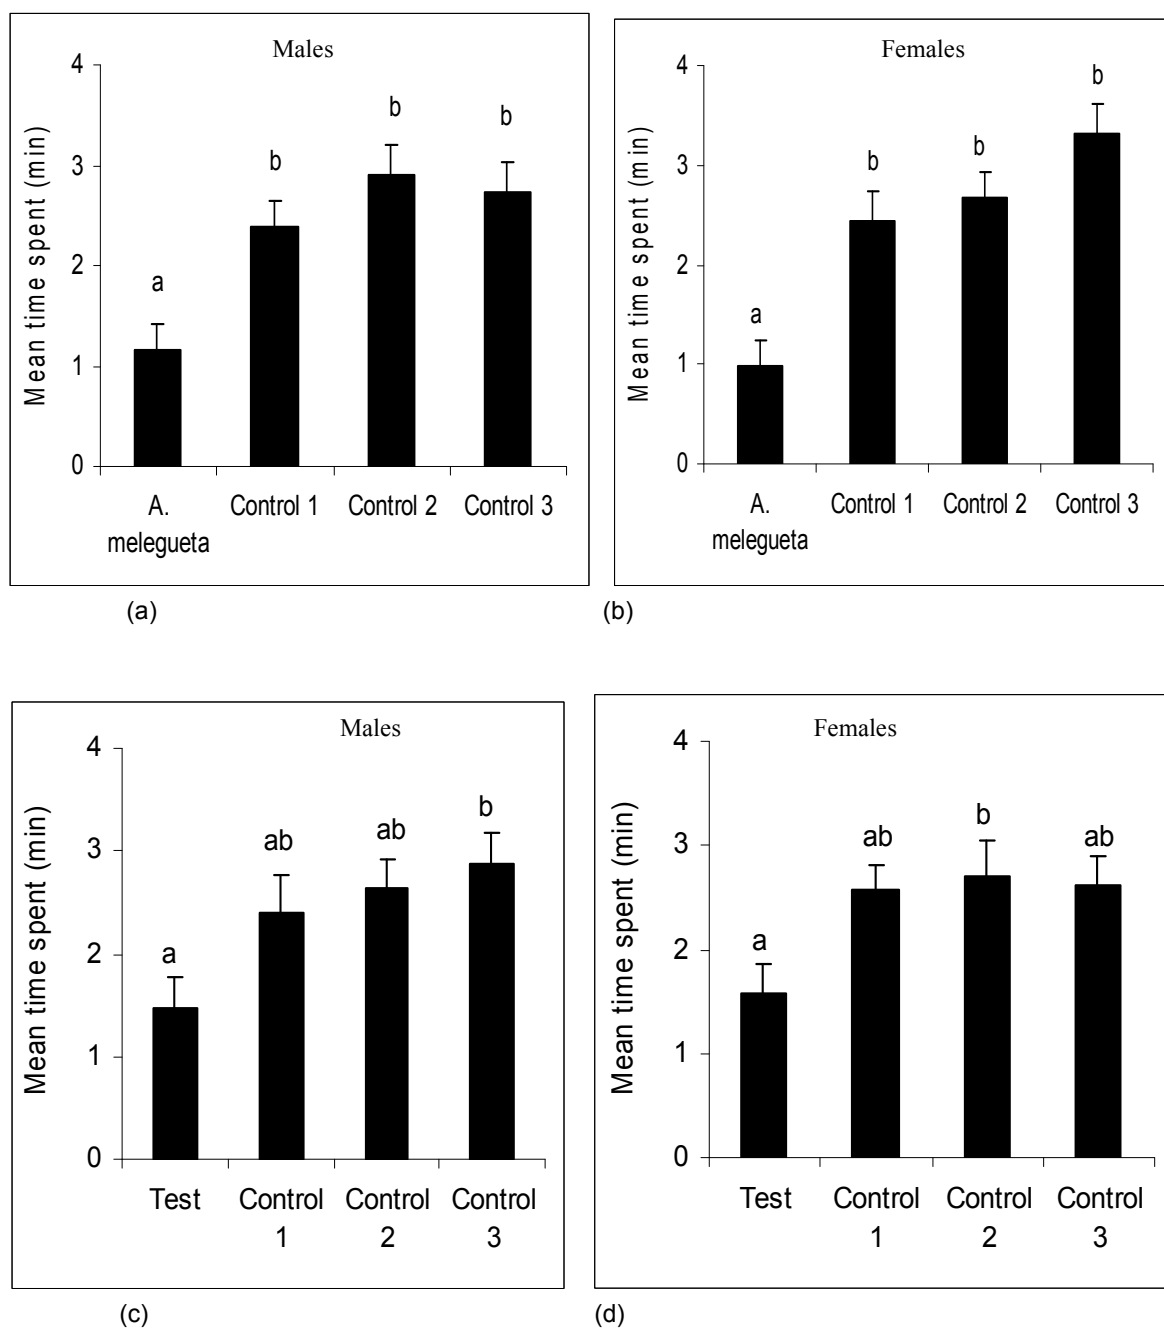 Males
Mean time spent (min)
4
3
2
1
0
a
b
b
b
A.
melegueta
Control 1
Control 2
Control 3
(a)
Females
Mean time spent (min)
4
3
2
1
0
a
b
b
b
A.
melegueta
Control 1
Control 2
Control 3
(b)
Males
Mean time spent (min)
4
3
2
1
0
a
ab
ab
b
Test
Control
1
Control
2
Control
3
(c)
Females
Mean time spent (min)
4
3
2
1
0
a
ab
b
ab
Test
Control
1
Control
2
Control
3
(d)